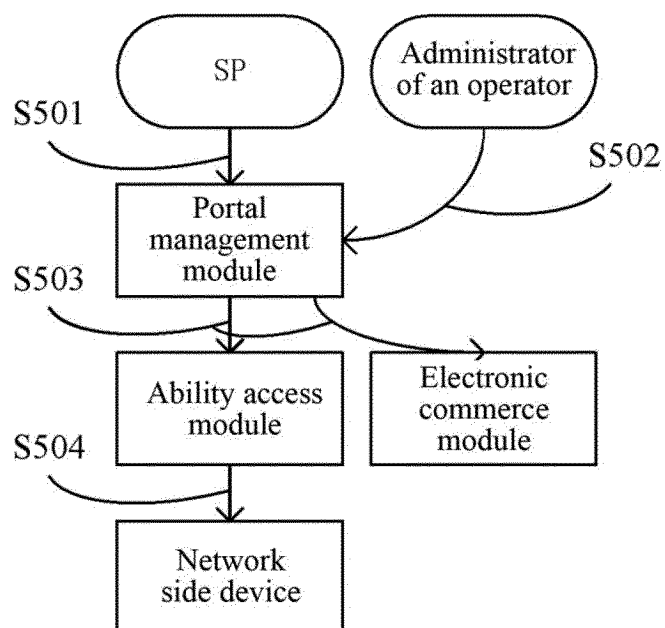 SP
Administrator
of an operator
S501
S502
Portal
management
module
S503
Ability access
module
Electronic
commerce
module
S504
Network
side device